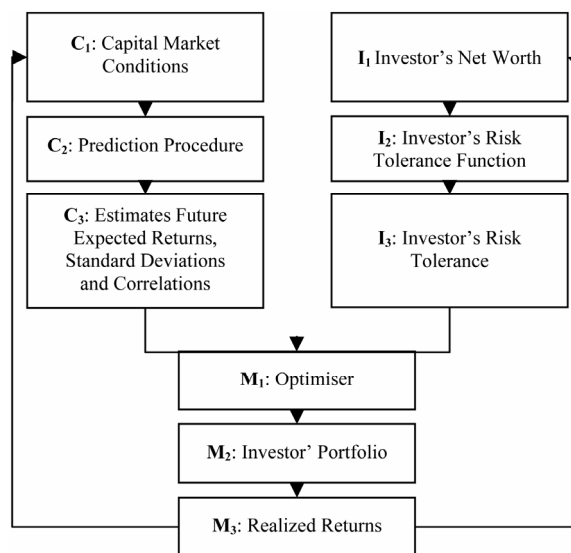 C₁: Capital Market
Conditions
C₂: Prediction Procedure
C₃: Estimates Future
Expected Returns,
Standard Deviations
and Correlations
I₁ Investor’s Net Worth
I₂: Investor’s Risk
Tolerance Function
I₃: Investor’s Risk
Tolerance
M₁: Optimiser
M₂: Investor’ Portfolio
M₃: Realized Returns